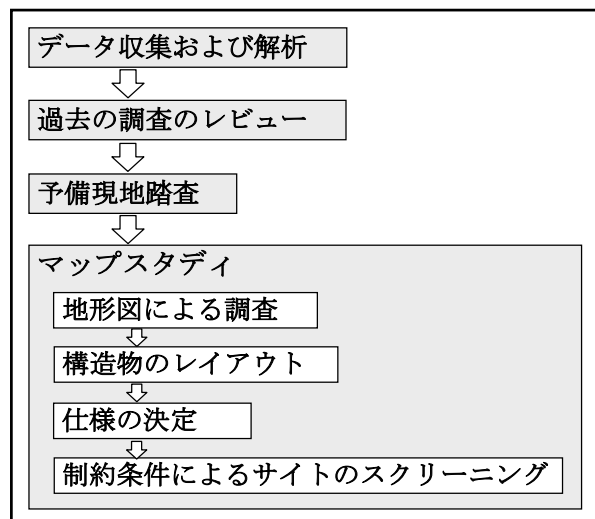 データ収集および解析
過去の調査のレビュー
予備現地踏査
マップスタディ
地形図による調査
構造物のレイアウト
仕様の決定
制約条件によるサイトのスクリーニング